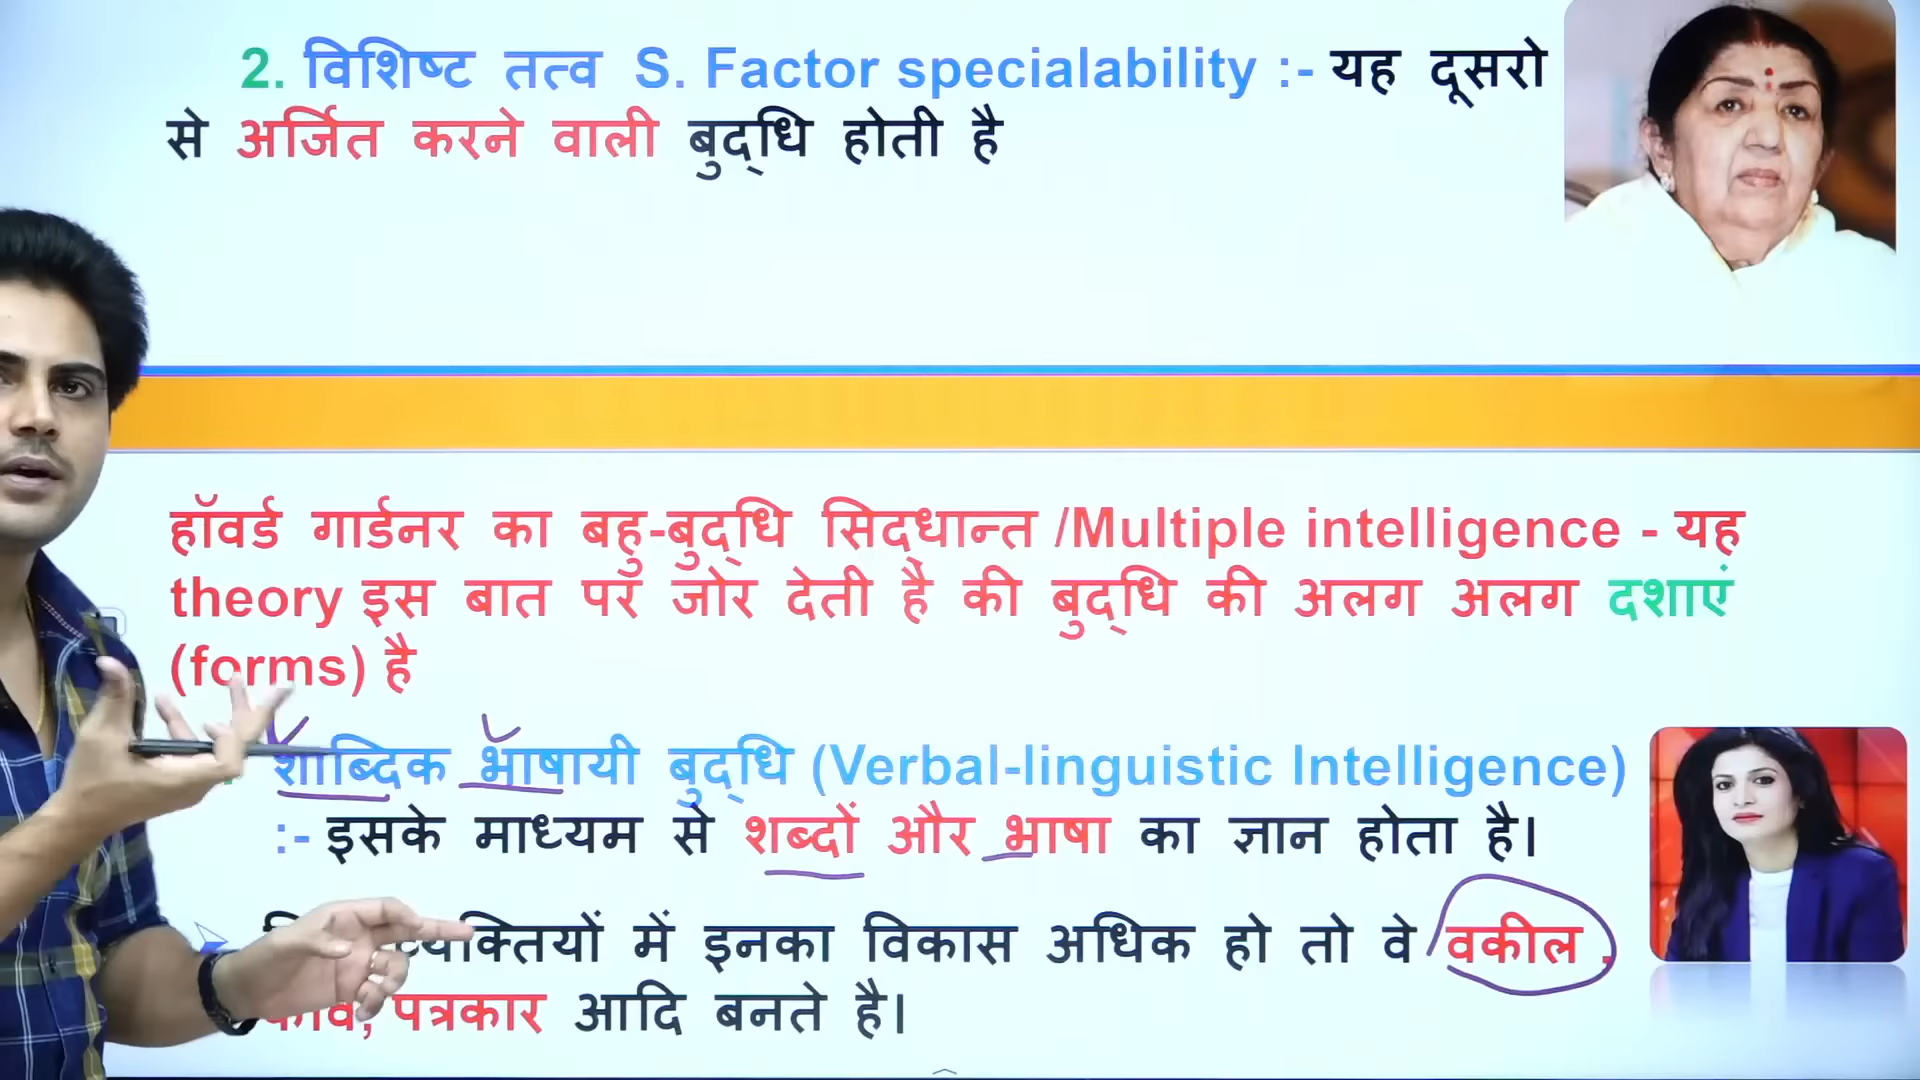 2. विशिष्ट तत्व S. Factor specialability :- यह दूसरो
से अर्जित करने वाली बुद्धि होती है
हॉवर्ड गार्डनर का बहु-बुद्धि सिद्धान्त /Multiple intelligence - यह
theory इस बात पर जोर देती है की बुद्धि की अलग अलग दशाएं
(forms) है
शाब्दिक भाषायी बुद्धि (Verbal-linguistic Intelligence)
:- इसके माध्यम से शब्दों और भाषा का ज्ञान होता है।
व्यक्तियों में इनका विकास अधिक हो तो वे वकील ,
पत्रकार आदि बनते है।